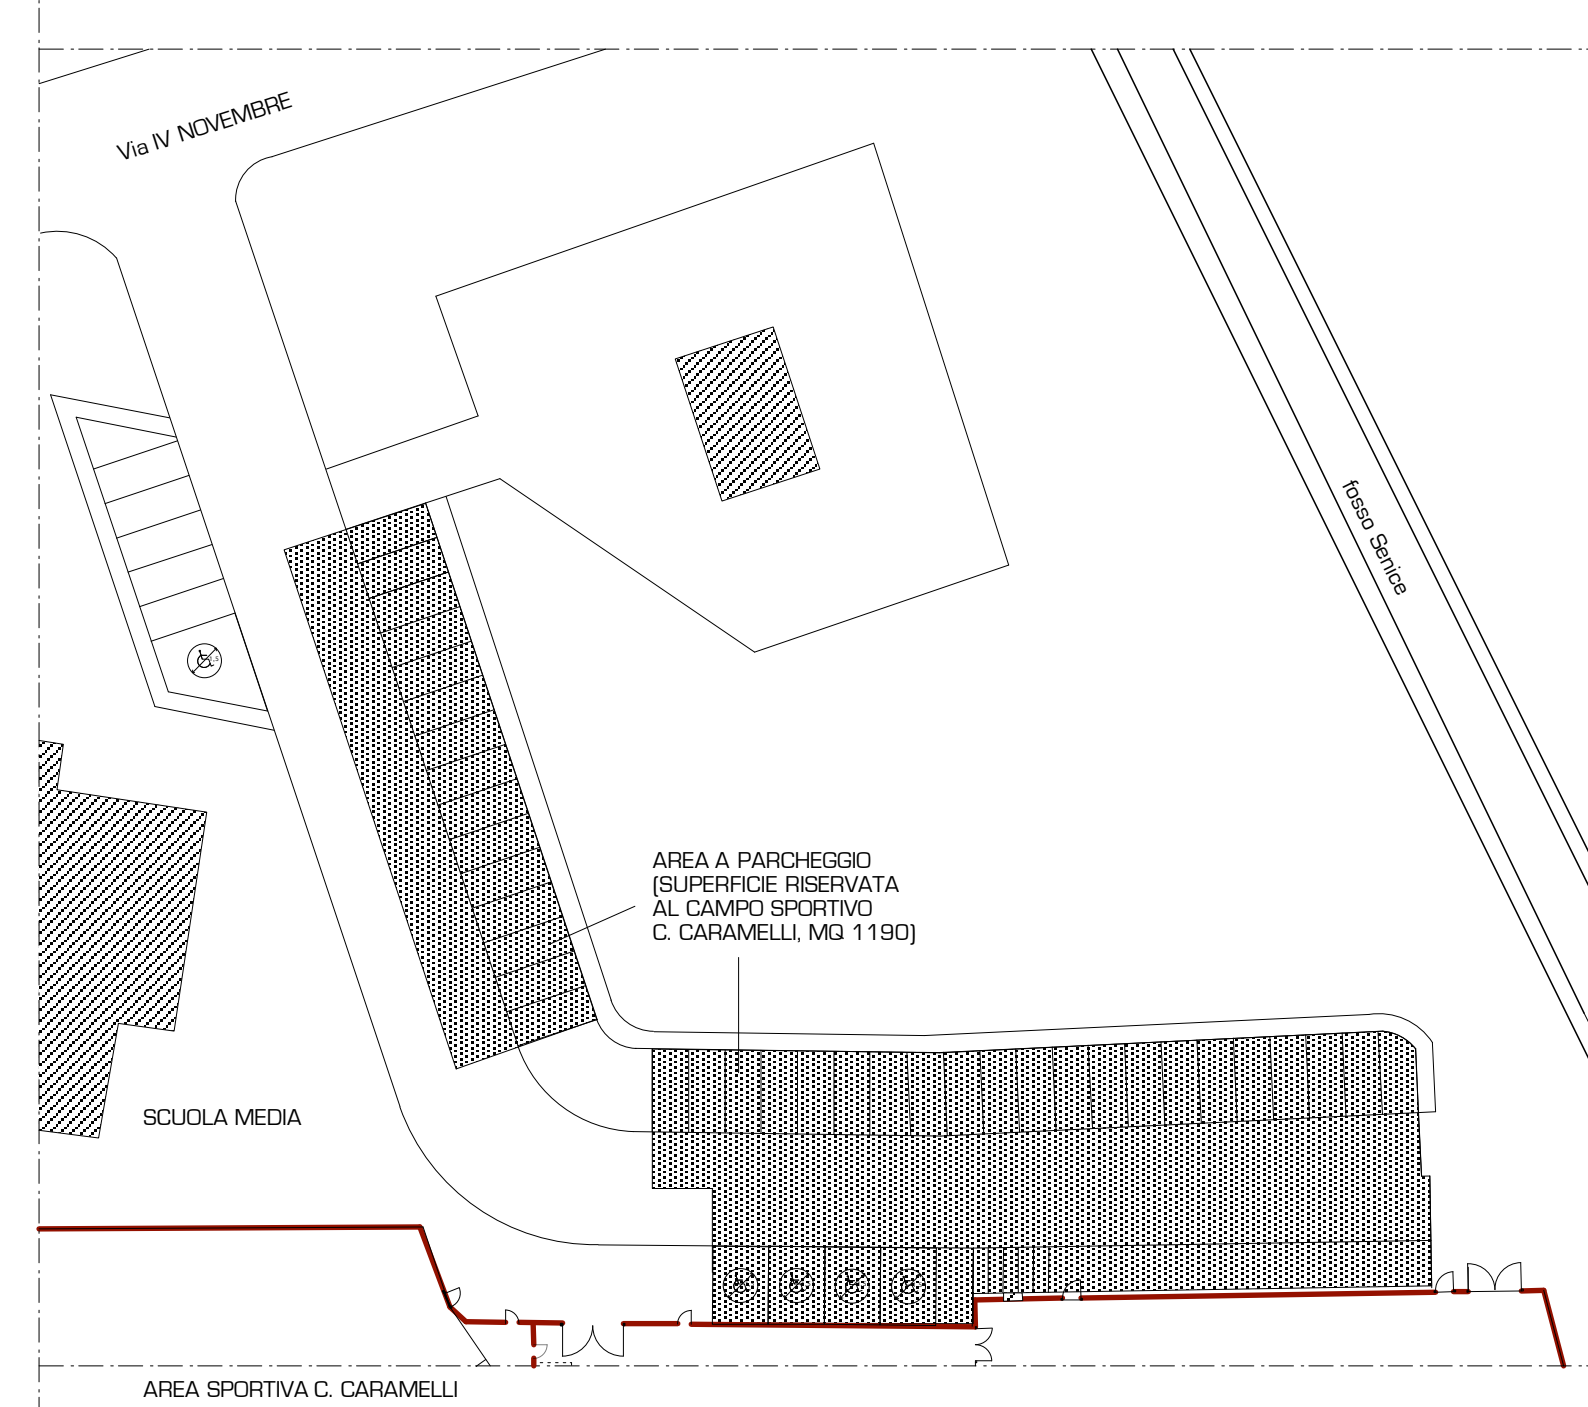 Via IV NOVEMBRE
fosso Senice
AREA A PARCHEGGIO
(SUPERFICIE RISERVATA
AL CAMPO SPORTIVO
C. CARAMELLI, MQ 1190)
SCUOLA MEDIA
AREA SPORTIVA C. CARAMELLI